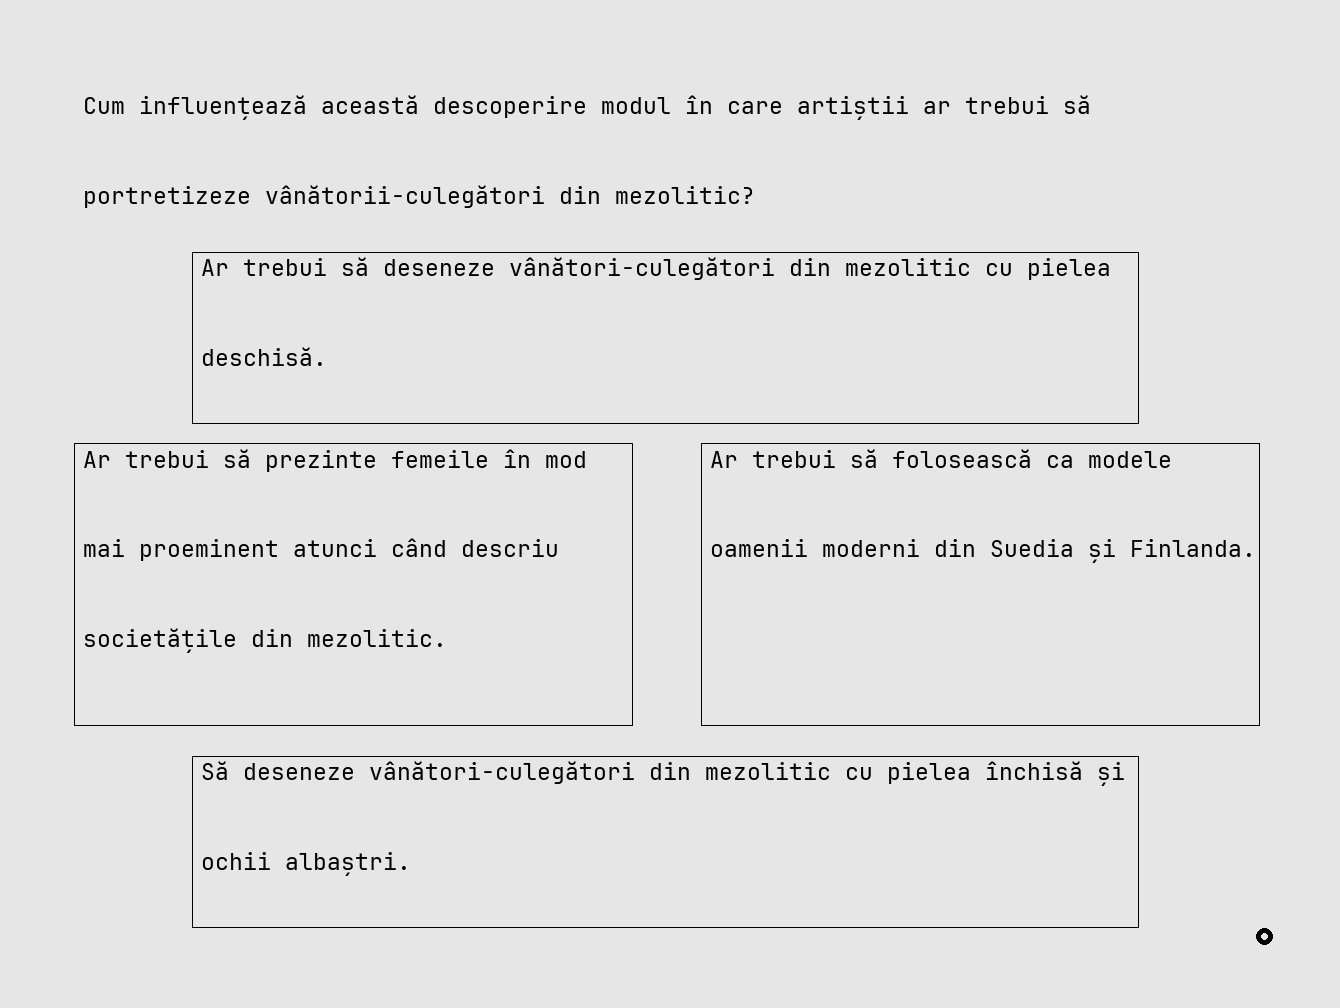 Cum influențează această descoperire modul în care artiștii ar trebui să
portretizeze vânătorii-culegători din mezolitic?
Ar trebui să deseneze vânători-culegători din mezolitic cu pielea
deschisă.
Ar trebui să prezinte femeile în mod
mai proeminent atunci când descriu
societățile din mezolitic.
Ar trebui să folosească ca modele
oamenii moderni din Suedia și Finlanda.
Să deseneze vânători-culegători din mezolitic cu pielea închisă și
ochii albaștri.